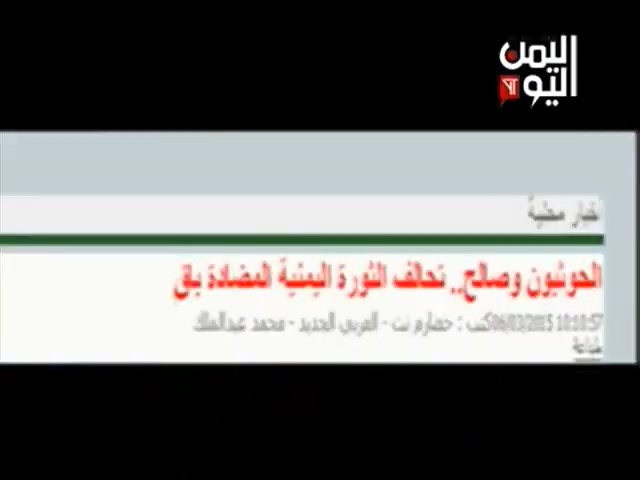 اليمن
اليوم
أخبار محلية
الحوثيون وصالح.. تحالف الثورة اليمنية المضادة باق
06/03/2015 10:10:57 كتب : حضارم نت - العربي الجديد - محمد عبدالملك
طباعة